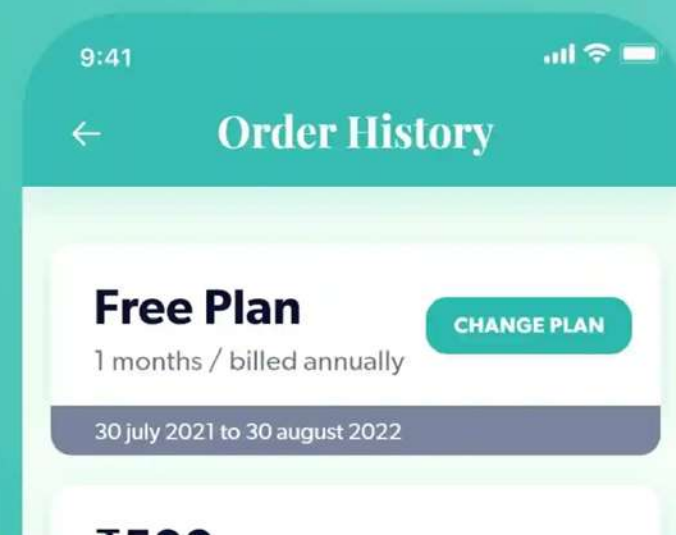 9:41
Order History
Free Plan
CHANGE PLAN
1 months / billed annually
30 july 2021 to 30 august 2022